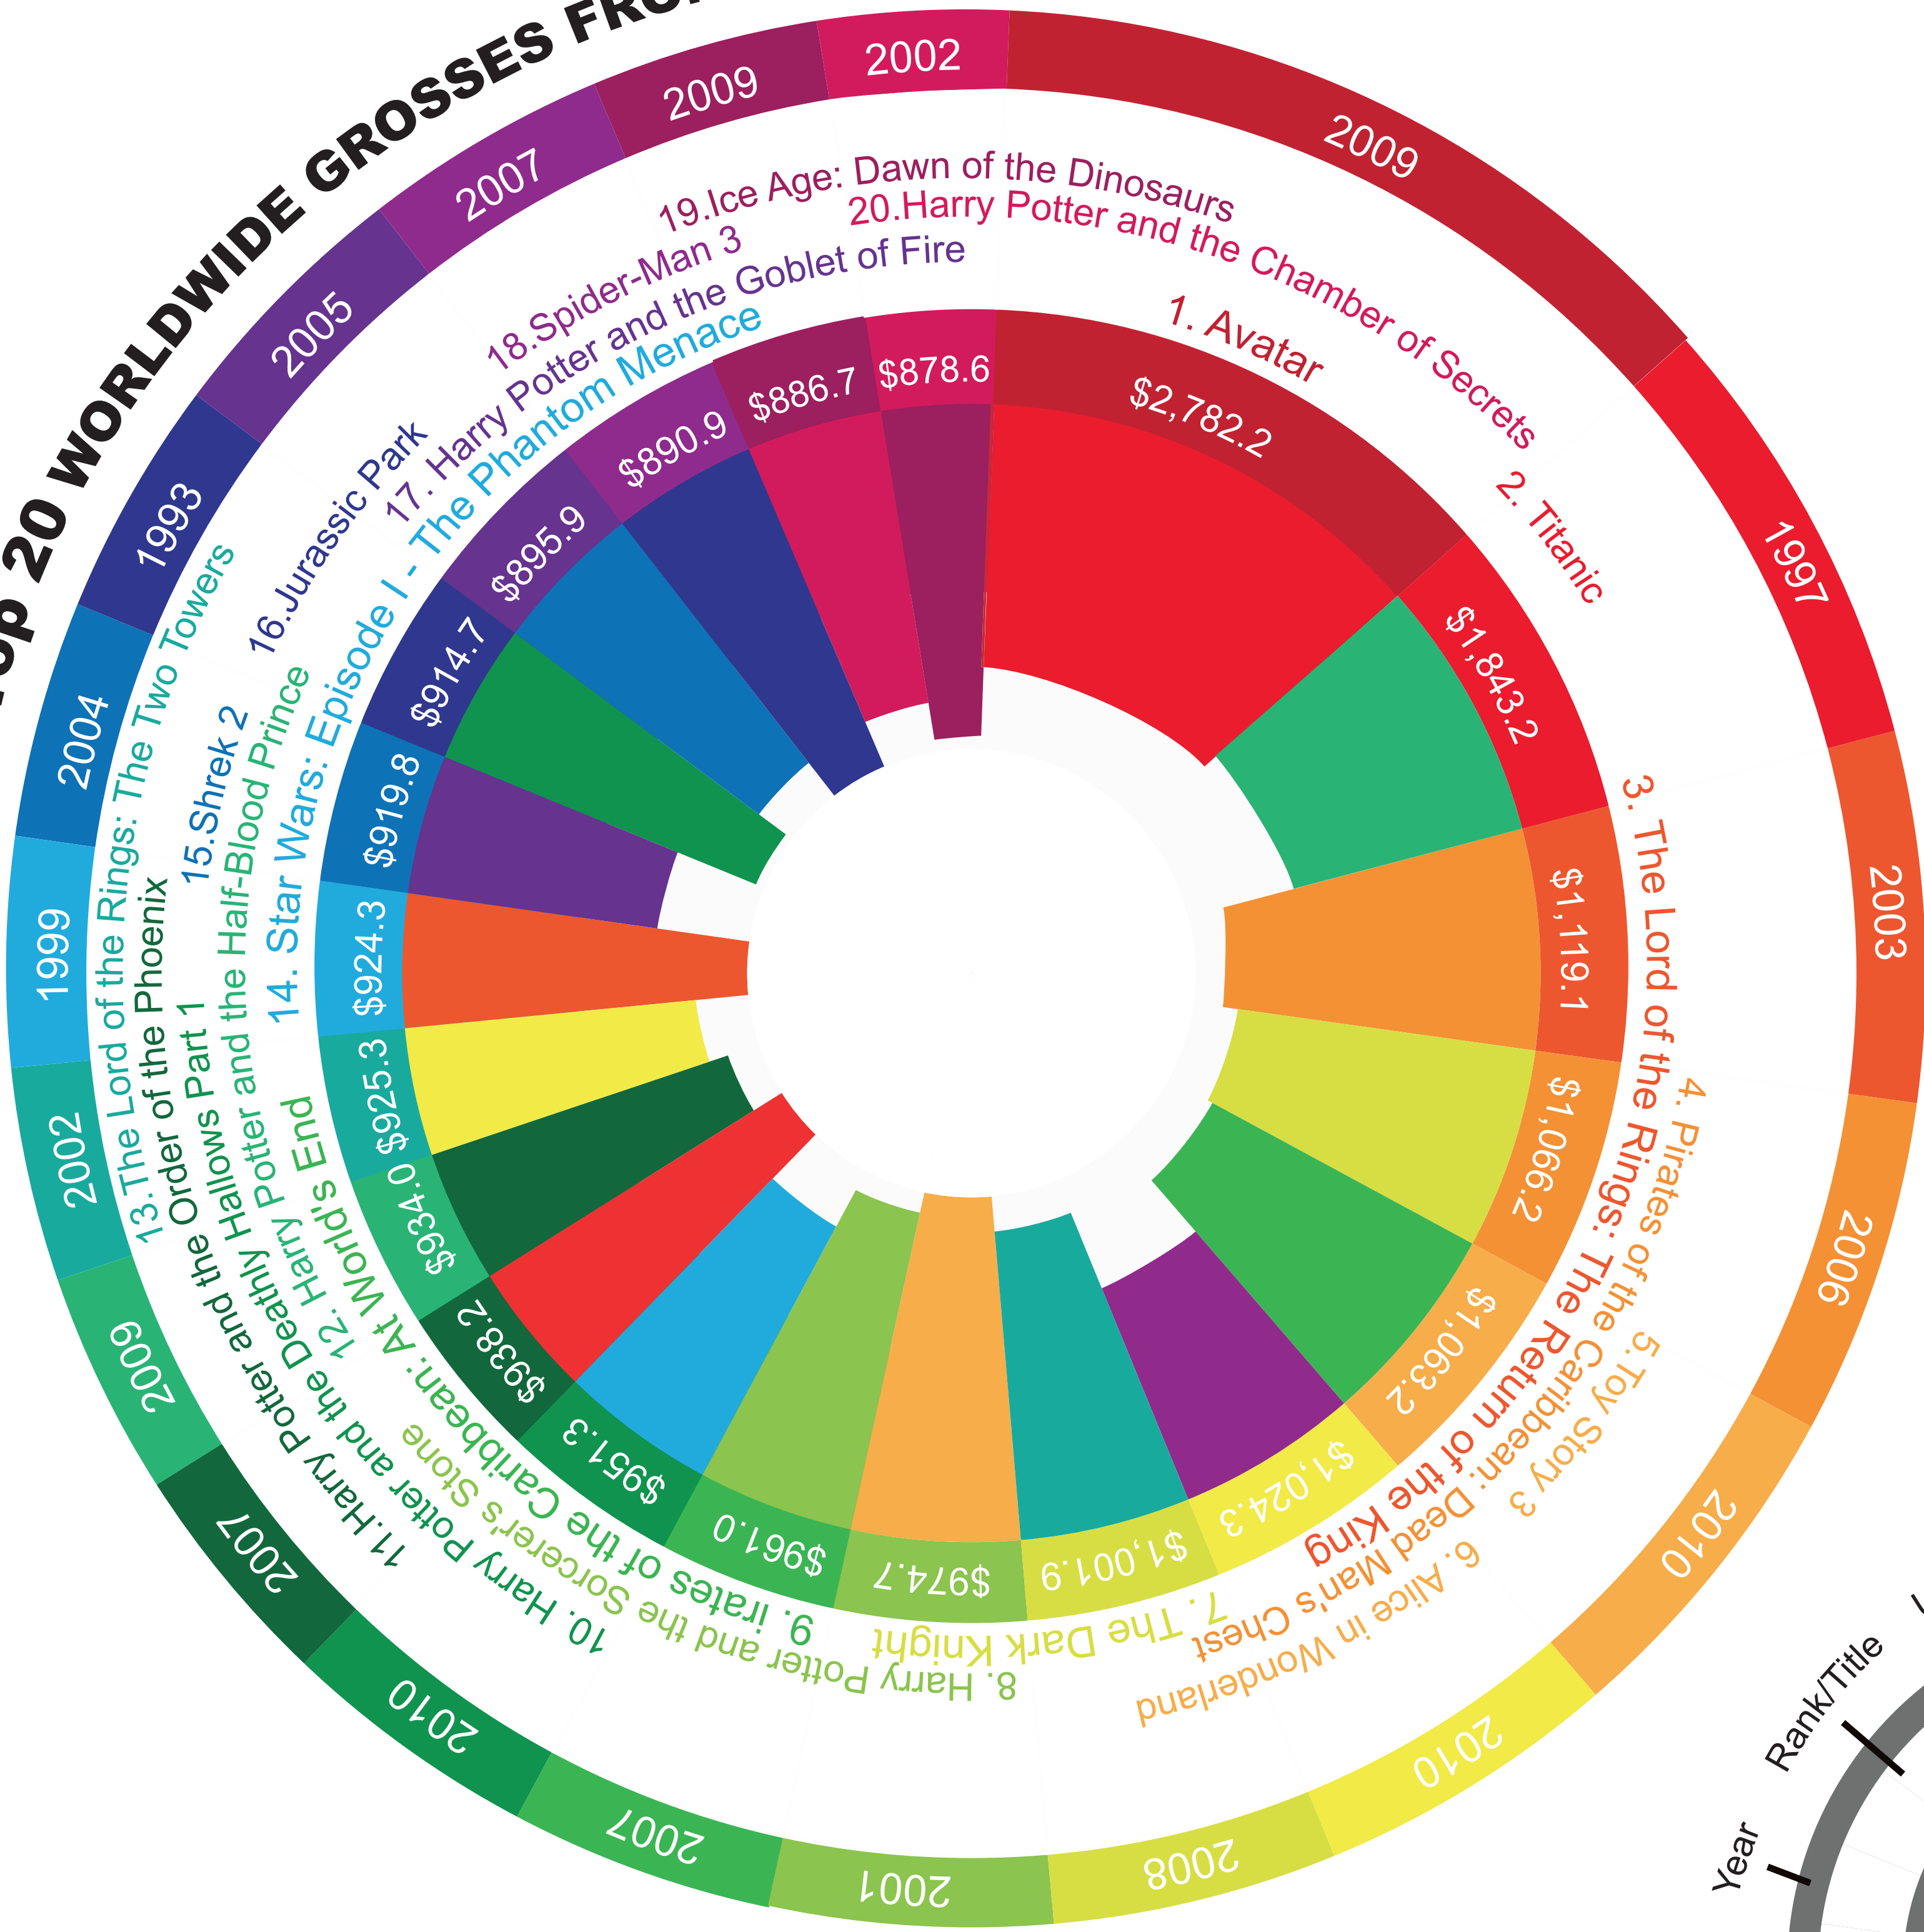 Top 20 WORLDWIDE GROSSES FRO
2009
1. Avatar
$2,782.2
1997
2. Titanic
$1,843.2
2003
3. The Lord of the Rings: The Return of the King
$1,119.1
2006
4. Pirates of the Caribbean: Dead Man's Chest
$1,066.2
2010
5. Toy Story 3
$1,063.2
2010
6. Alice in Wonderland
$1,024.3
2008
7. The Dark Knight
$1,001.9
2001
8. Harry Potter and the Sorcerer's Stone
$974.7
2007
9. irates of the Caribbean: At World's End
$961.0
2010
10. Harry Potter and the Deathly Hallows Part 1
$951.3
2007
11.Harry Potter and the Order of the Phoenix
$938.2
2009
12. Harry Potter and the Half-Blood Prince
$934.0
2002
13.The Lord of the Rings: The Two Towers
$925.3
1999
14. Star Wars: Episode I - The Phantom Menace
$924.3
2004
15.Shrek 2
$919.8
1993
16.Jurassic Park
$914.7
2005
17. Harry Potter and the Goblet of Fire
$895.9
2007
18.Spider-Man 3
$890.9
2009
19.Ice Age: Dawn of the Dinosaurs
$886.7
2002
20.Harry Potter and the Chamber of Secrets
$878.6
Rank/Title
Year